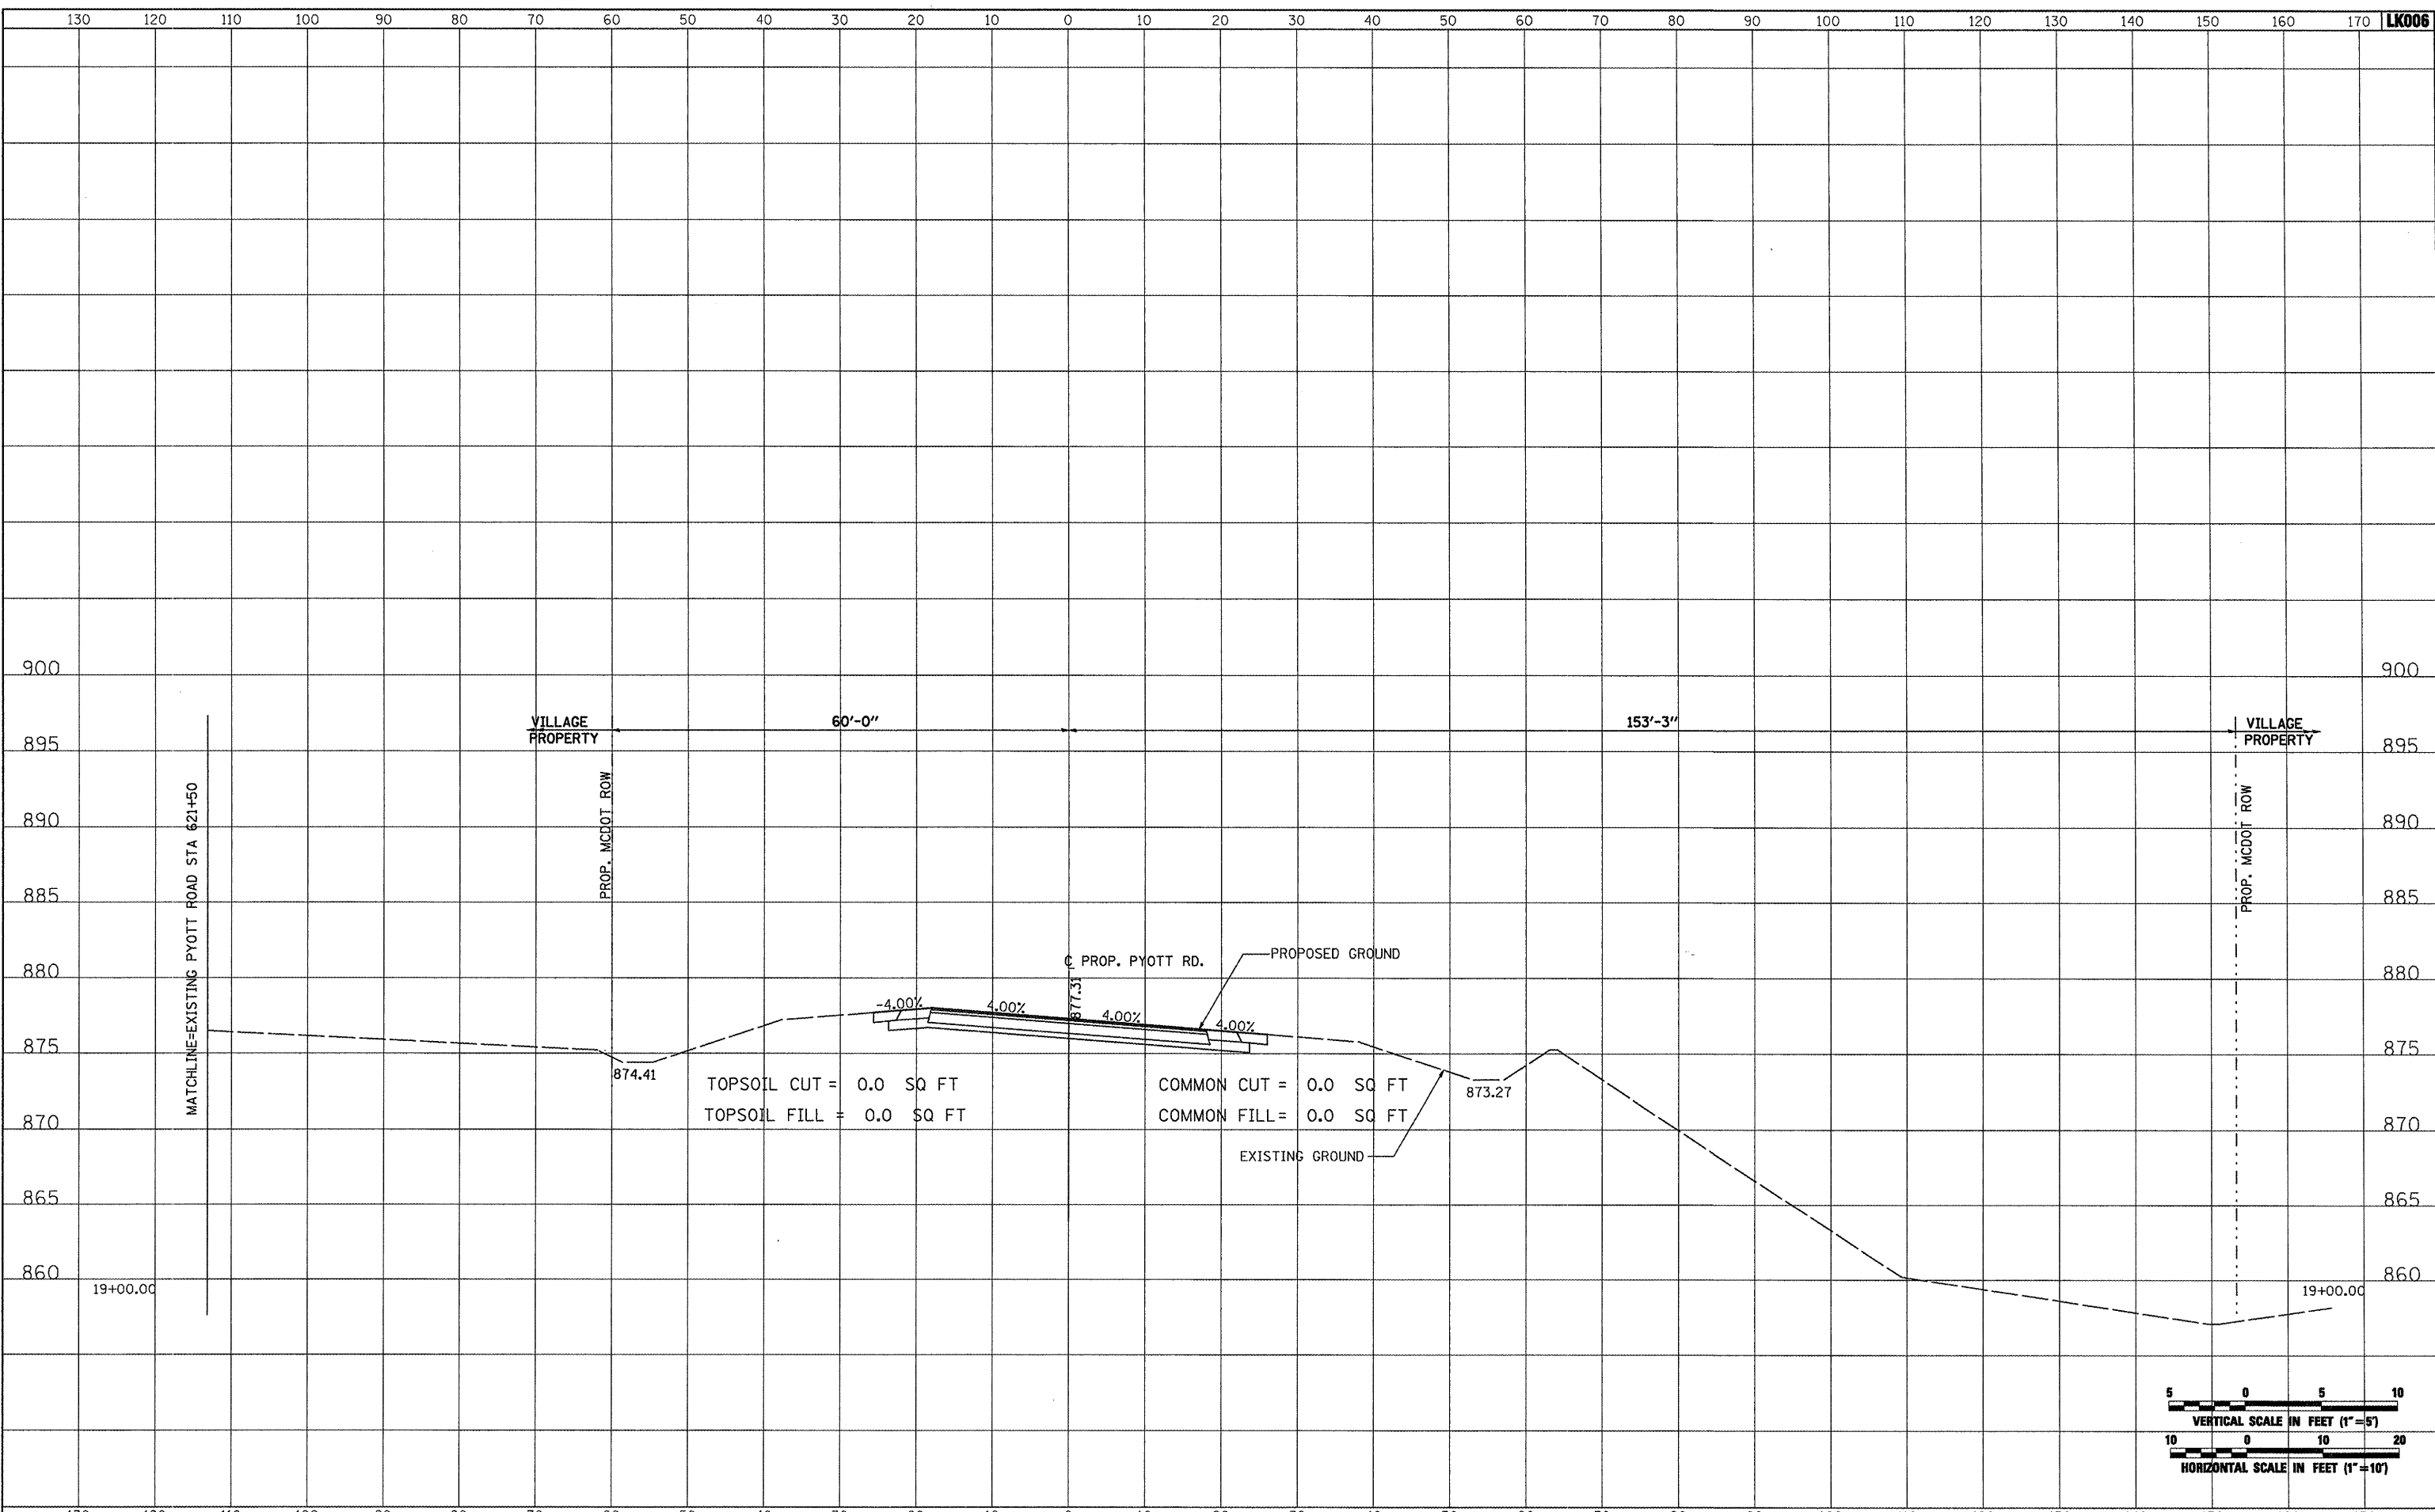 130 120 110 100 90 80 70 60 50 40 30 20 10 0 10 20 30 40 50 60 70 80 90 100 110 120 130 140 150 160 170 LK006
900 900
VILLAGE PROPERTY 60'-0" 153'-3" VILLAGE PROPERTY
895 895
MATCHLINE=EXISTING PYOTT ROAD STA 621+50
PROP. MCDOT ROW
PROP. MCDOT ROW
890 890
885 885
℄ PROP. PYOTT RD.
PROPOSED GROUND
877.31
880 880
-4.00% 4.00% 4.00% 4.00%
875 875
874.41
873.27
TOPSOIL CUT = 0.0 SQ FT COMMON CUT = 0.0 SQ FT
TOPSOIL FILL = 0.0 SQ FT COMMON FILL= 0.0 SQ FT
870 870
EXISTING GROUND
865 865
860 860
19+00.00 19+00.00
5 0 5 10
VERTICAL SCALE IN FEET (1"=5')
10 0 10 20
HORIZONTAL SCALE IN FEET (1"=10')